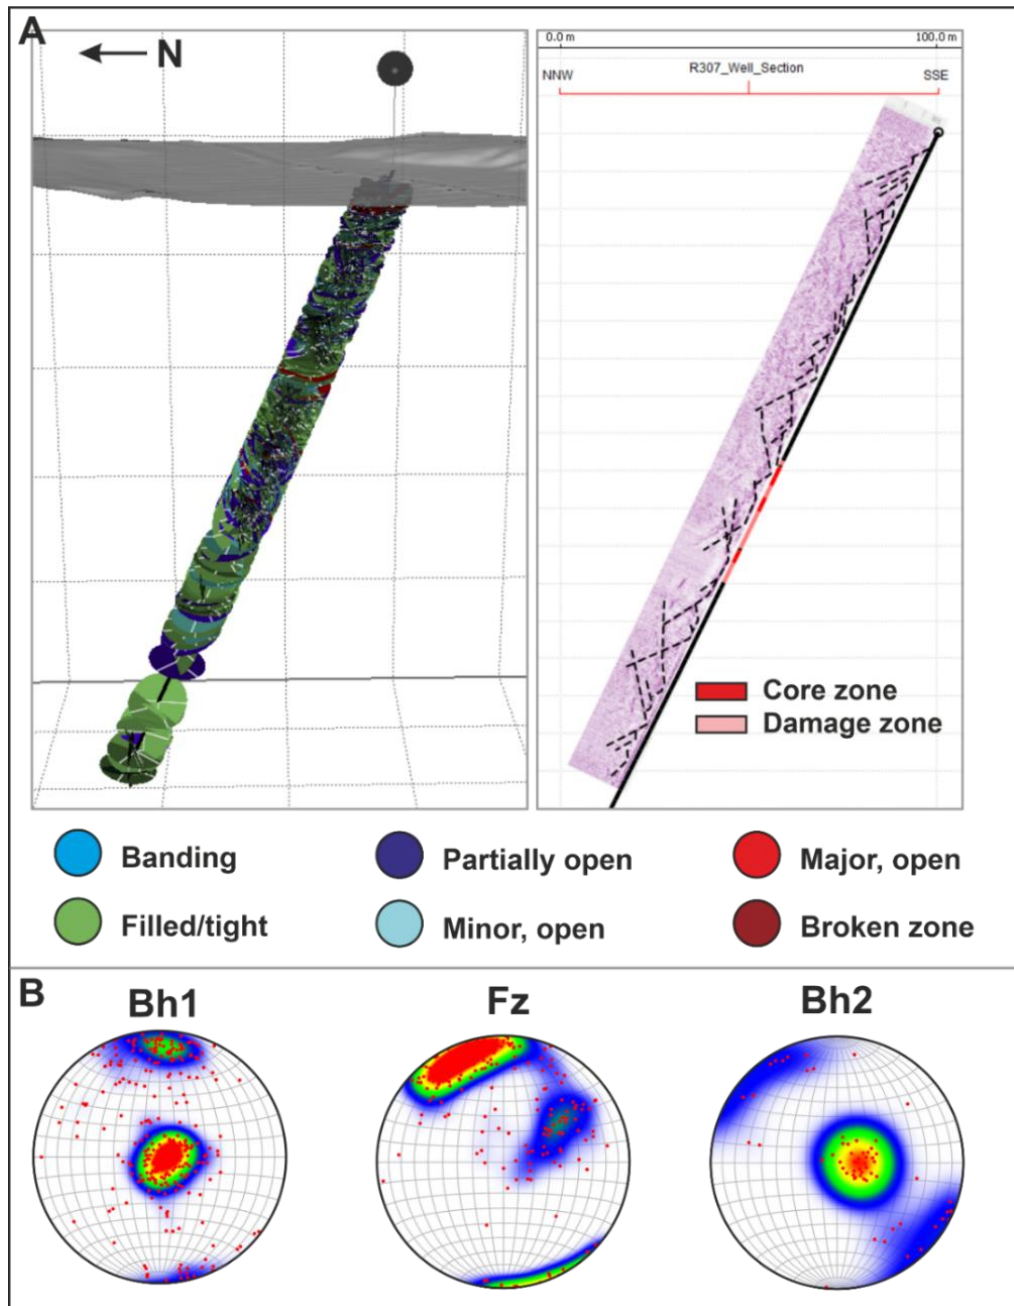 A
N
0.0 m
100.0 m
R307_Well_Section
NNW
SSE
Core zone
Damage zone
Banding
Partially open
Major, open
Filled/tight
Minor, open
Broken zone
B
Bh1
Fz
Bh2